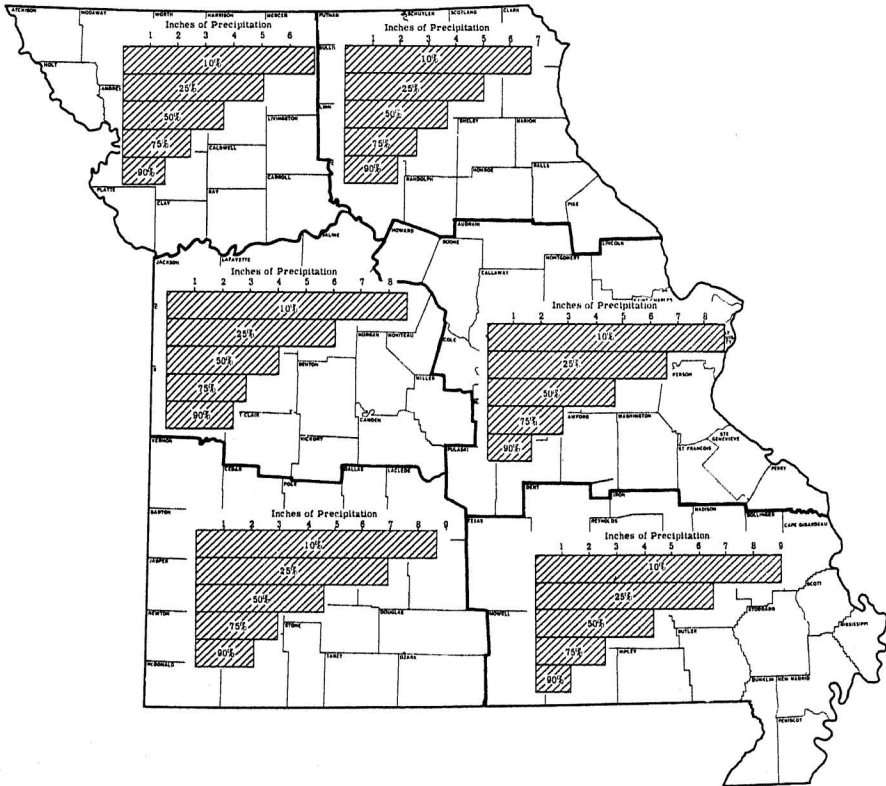 ATCHISON NODAWAY WORTH HARRISON MERCER PUTNAM SCHUYLER SCOTLAND CLARK
Inches of Precipitation
1 2 3 4 5 6
10%
25%
50%
75%
90%
Inches of Precipitation
1 2 3 4 5 6 7
10%
25%
50%
75%
90%
HOLT
LINN
LIVINGSTON
SHELBY MARION
CALDWELL
CARROLL
RANDOLPH MONROE RALLS
PLATTE
CLAY RAY
PIKE
SALINE
HOWARD
BOONE
AUDRAIN
LINCOLN
MONTGOMERY
JACKSON LAFAYETTE
CALLAWAY
Inches of Precipitation
1 2 3 4 5 6 7 8
10%
25%
50%
75%
90%
Inches of Precipitation
1 2 3 4 5 6 7 8
10%
25%
50%
75%
90%
MORGAN MONITEAU
COLE
BENTON
MILLER
T CLAIR
CAMDEN
HICKORY
PULASKI
FERSON
AWFORD WASHINGTON
STE
GENEVIEVE
ST FRANCOIS
PERRY
VERNON
CEDAR
POLK
DALLAS LACLEDE
DENT
IRON
MADISON
BOLLINGER
CAPE GIRARDEAU
TEXAS
REYNOLDS
BARTON
Inches of Precipitation
1 2 3 4 5 6 7 8 9
10%
25%
50%
75%
90%
Inches of Precipitation
1 2 3 4 5 6 7 8 9
10%
25%
50%
75%
90%
JASPER
NEWTON
MCDONALD
STONE
DOUGLAS
TANEY
OZARK
HOWELL
RIPLEY
BUTLER
STODDARD
SCOTT
MISSISSIPPI
DUNKLIN NEW MADRID
PEMISCOT